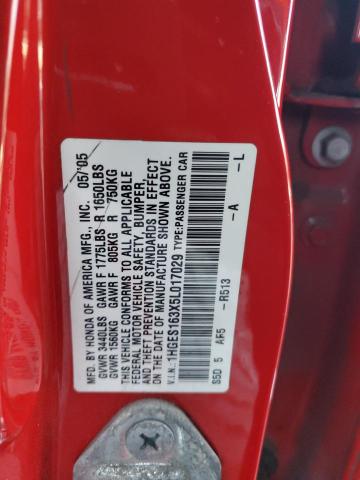 MFD. BY HONDA OF AMERICA MFG., INC. 05/'05
GVWR 3440LBS GAWR F 1775LBS R 1650LBS
GVWR 1560KG GAWR F 805KG R 750KG
THIS VEHICLE CONFORMS TO ALL APPLICABLE
FEDERAL MOTOR VEHICLE SAFETY, BUMPER,
AND THEFT PREVENTION STANDARDS IN EFFECT
ON THE DATE OF MANUFACTURE SHOWN ABOVE.
V.I.N.: 1HGES163X5L017029 TYPE:PASSENGER CAR
S5D 5 AF5 -R513 -A -L